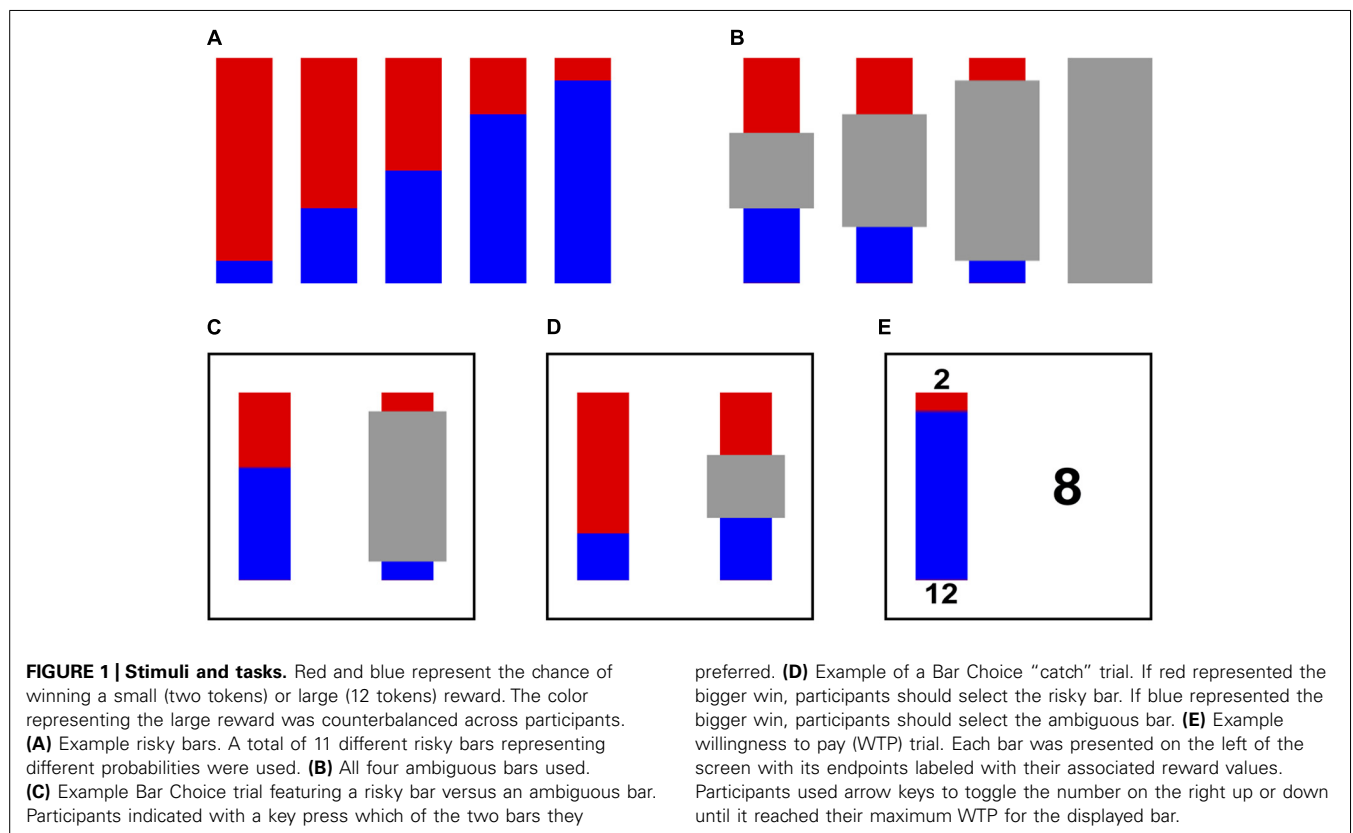 A
B
C
D
E
2
8
12
FIGURE 1 | Stimuli and tasks. Red and blue represent the chance of
winning a small (two tokens) or large (12 tokens) reward. The color
representing the large reward was counterbalanced across participants.
(A) Example risky bars. A total of 11 different risky bars representing
different probabilities were used. (B) All four ambiguous bars used.
(C) Example Bar Choice trial featuring a risky bar versus an ambiguous bar.
Participants indicated with a key press which of the two bars they
preferred. (D) Example of a Bar Choice “catch” trial. If red represented the
bigger win, participants should select the risky bar. If blue represented the
bigger win, participants should select the ambiguous bar. (E) Example
willingness to pay (WTP) trial. Each bar was presented on the left of the
screen with its endpoints labeled with their associated reward values.
Participants used arrow keys to toggle the number on the right up or down
until it reached their maximum WTP for the displayed bar.